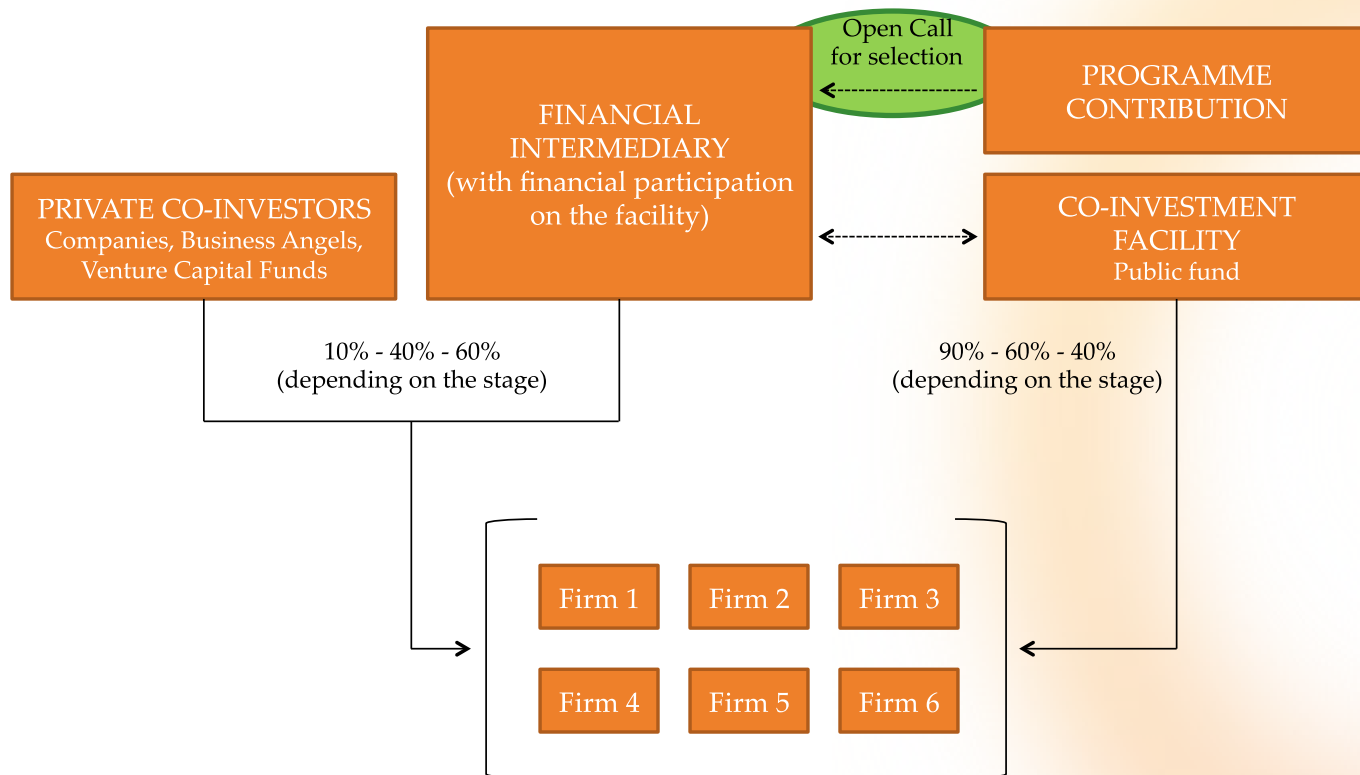 Open Call
for selection
PROGRAMME
CONTRIBUTION
FINANCIAL
INTERMEDIARY
(with financial participation
on the facility)
PRIVATE CO-INVESTORS
Companies, Business Angels,
Venture Capital Funds
CO-INVESTMENT
FACILITY
Public fund
10% - 40% - 60%
(depending on the stage)
90% - 60% - 40%
(depending on the stage)
Firm 1
Firm 2
Firm 3
Firm 4
Firm 5
Firm 6